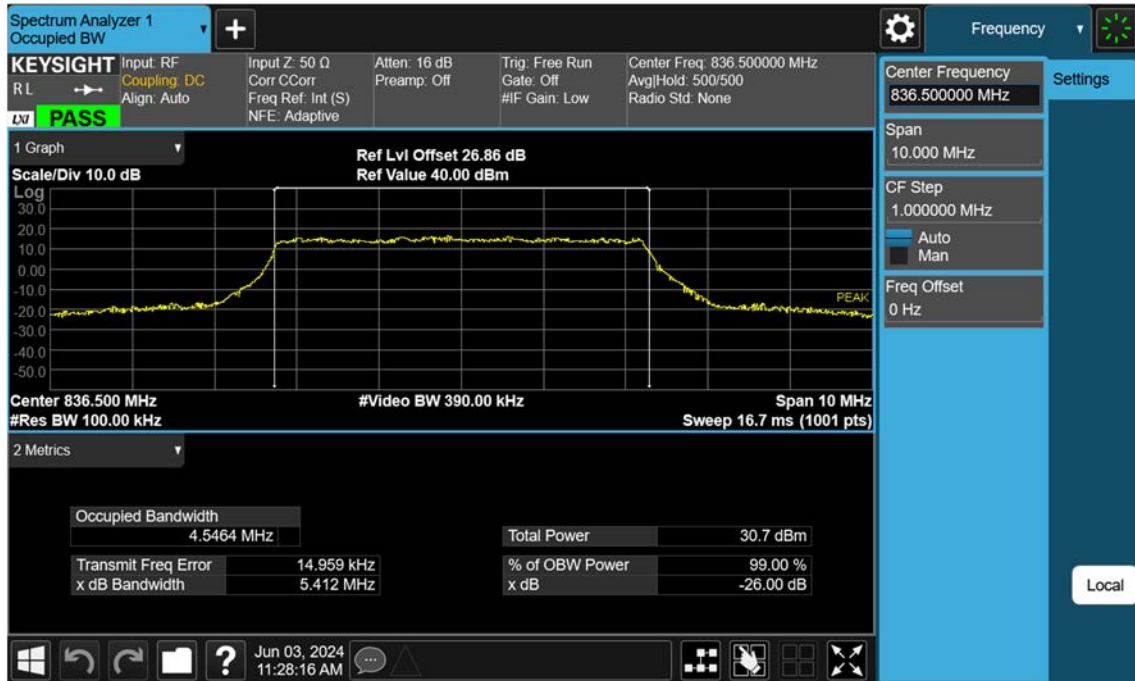 Spectrum Analyzer 1
Occupied BW
+
Frequency
KEYSIGHT
R L
LXI
PASS
Input: RF
Coupling: DC
Align: Auto
Input Z: 50 Ω
Corr CCorr
Freq Ref: Int (S)
NFE: Adaptive
Atten: 16 dB
Preamp: Off
Trig: Free Run
Gate: Off
#IF Gain: Low
Center Freq: 836.500000 MHz
Avg|Hold: 500/500
Radio Std: None
Center Frequency
836.500000 MHz
Settings
Span
10.000 MHz
CF Step
1.000000 MHz
Auto
Man
Freq Offset
0 Hz
Local
1 Graph
Scale/Div 10.0 dB
Ref Lvl Offset 26.86 dB
Ref Value 40.00 dBm
Log
30.0
20.0
10.0
0.00
-10.0
-20.0
-30.0
-40.0
-50.0
PEAK
Center 836.500 MHz
#Video BW 390.00 kHz
Span 10 MHz
#Res BW 100.00 kHz
Sweep 16.7 ms (1001 pts)
2 Metrics
Occupied Bandwidth
4.5464 MHz
Total Power 30.7 dBm
Transmit Freq Error 14.959 kHz
% of OBW Power 99.00 %
x dB Bandwidth 5.412 MHz
x dB -26.00 dB
?
Jun 03, 2024
11:28:16 AM